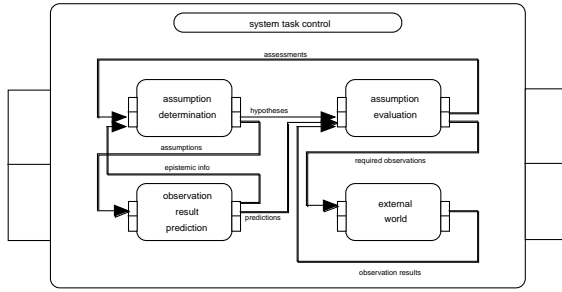 system task control
assessments
assumption
determination
hypotheses
assumption
evaluation
assumptions
required observations
epistemic info
observation
result
prediction
predictions
external
world
observation results